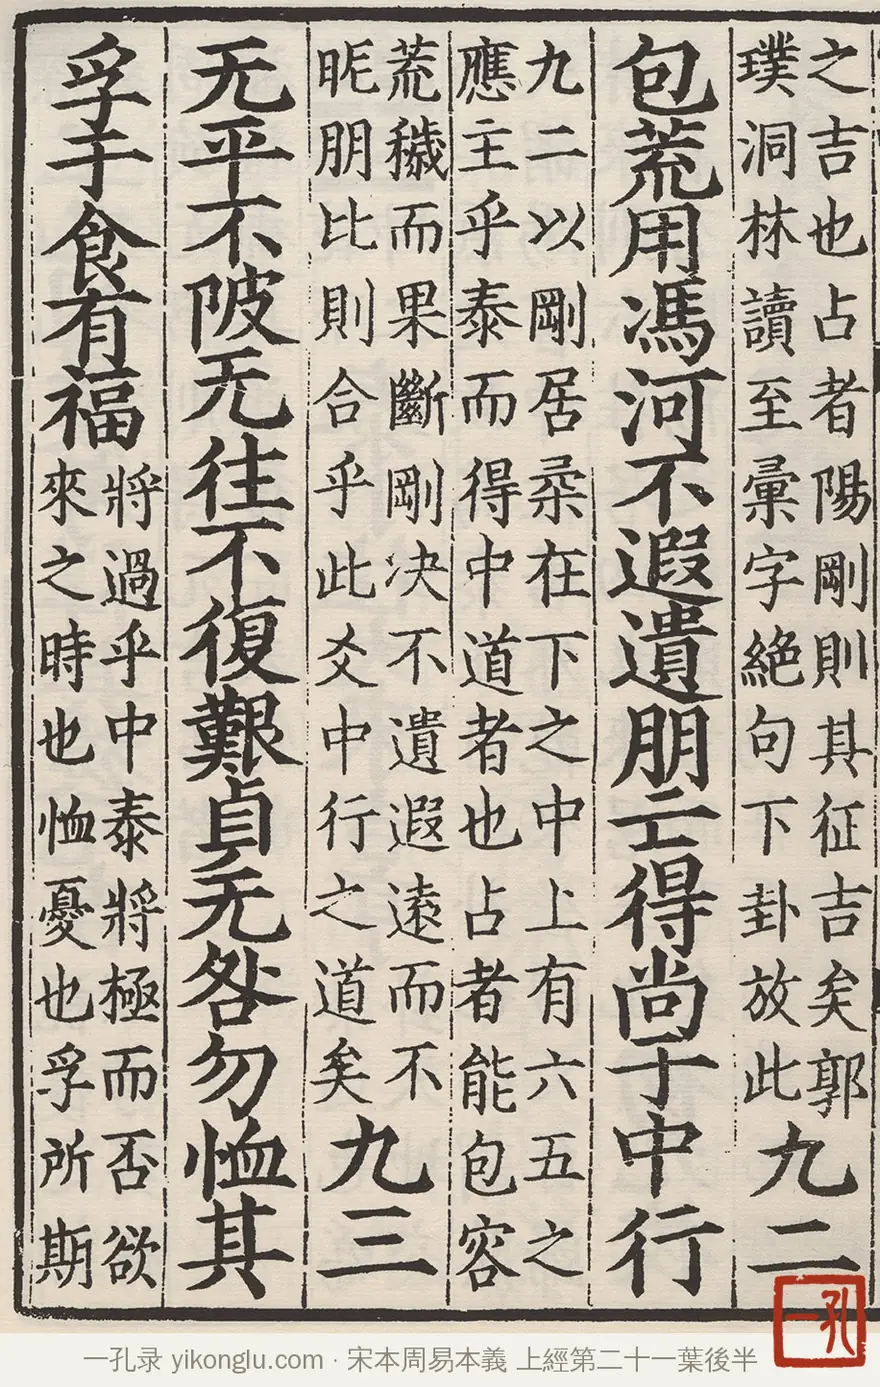 之吉也占者陽剛則其征吉矣郭
璞洞林讀至彙字絕句下卦放此
九二
包荒用馮河不遐遺朋亡得尚于中行
九二以剛居柔在下之中上有六五之
應主乎泰而得中道者也占者能包容
荒穢而果斷剛决不遺遐遠而不
昵朋比則合乎此爻中行之道矣
九三
无平不陂无往不復艱貞无咎勿恤其
孚于食有福
將過乎中泰將極而否欲
來之時也恤憂也孚所期
一孔
一孔录 yikonglu.com · 宋本周易本義 上經第二十一葉後半